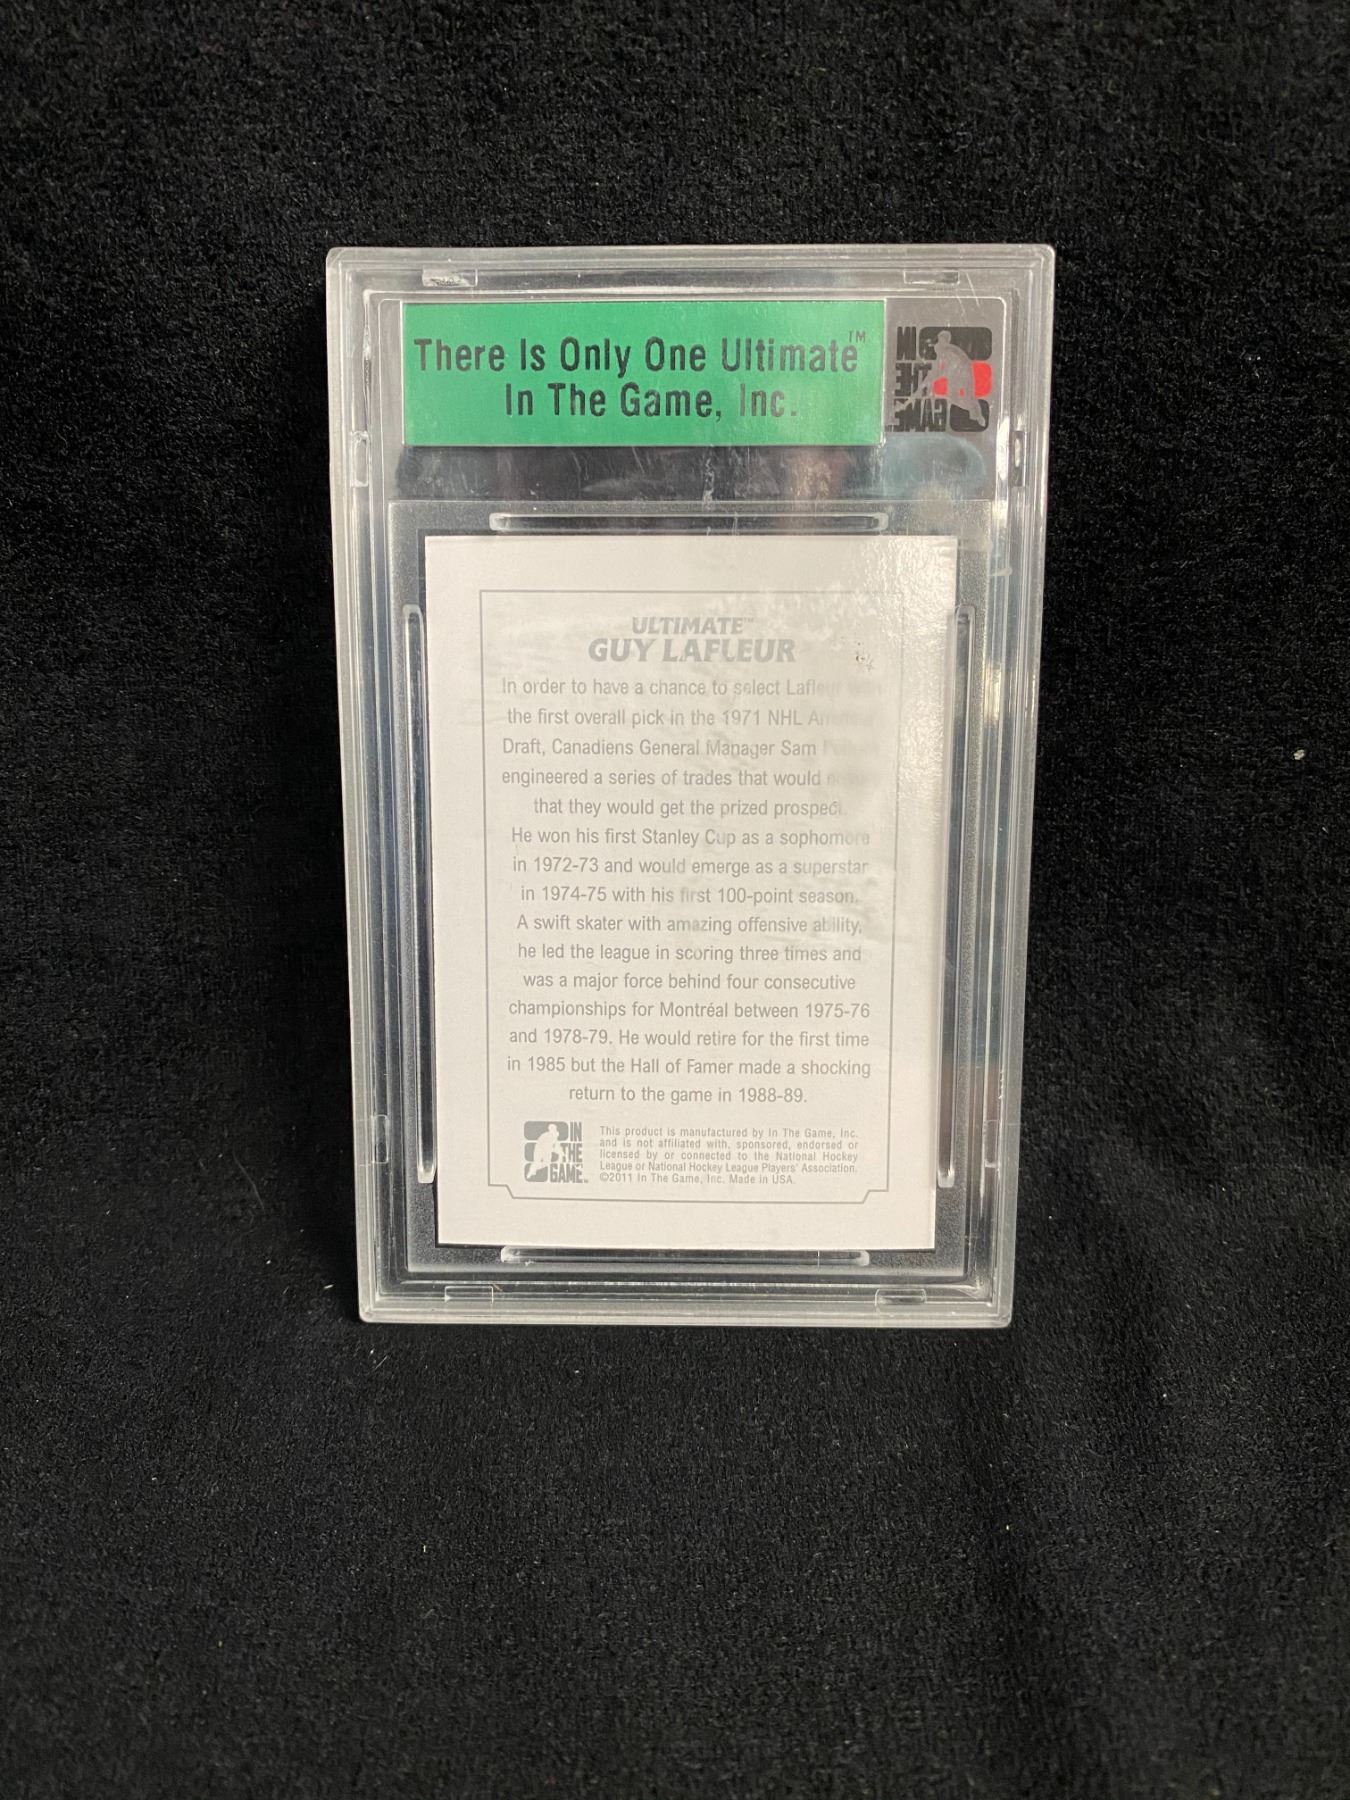 There Is Only One Ultimate™
In The Game, Inc.
IN
THE
GAME
ULTIMATE™
GUY LAFLEUR
In order to have a chance to select Lafleur
the first overall pick in the 1971 NHL Amateur
Draft, Canadiens General Manager Sam
engineered a series of trades that would
that they would get the prized prospect.
He won his first Stanley Cup as a sophomore
in 1972-73 and would emerge as a superstar
in 1974-75 with his first 100-point season.
A swift skater with amazing offensive ability,
he led the league in scoring three times and
was a major force behind four consecutive
championships for Montréal between 1975-76
and 1978-79. He would retire for the first time
in 1985 but the Hall of Famer made a shocking
return to the game in 1988-89.
IN
THE
GAME™
This product is manufactured by In The Game, Inc.
and is not affiliated with, sponsored, endorsed or
licensed by or connected to the National Hockey
League or National Hockey League Players' Association.
©2011 In The Game, Inc. Made in USA.